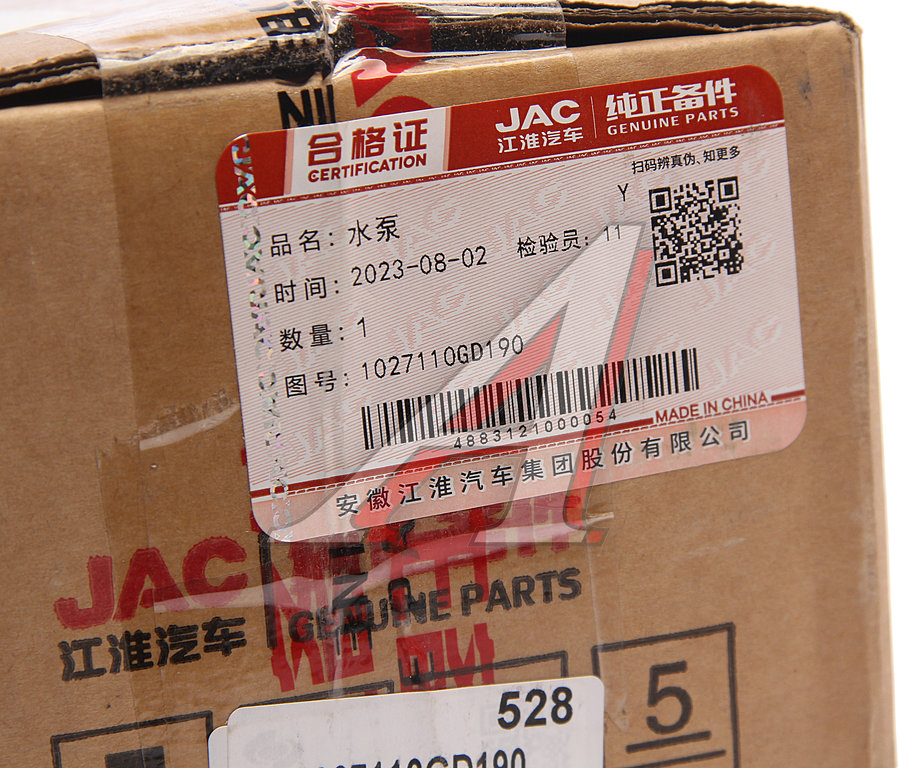 合格证
CERTIFICATION
JAC
江淮汽车
纯正备件
GENUINE PARTS
扫码辨真伪、知更多
Y
品名：水泵
时间：2023-08-02 检验员：11
数量：1
图号：1027110GD190
4883121000054
MADE IN CHINA
安徽江淮汽车集团股份有限公司
JAC
江淮汽车
GENUINE PARTS
528
5
1027110GD190